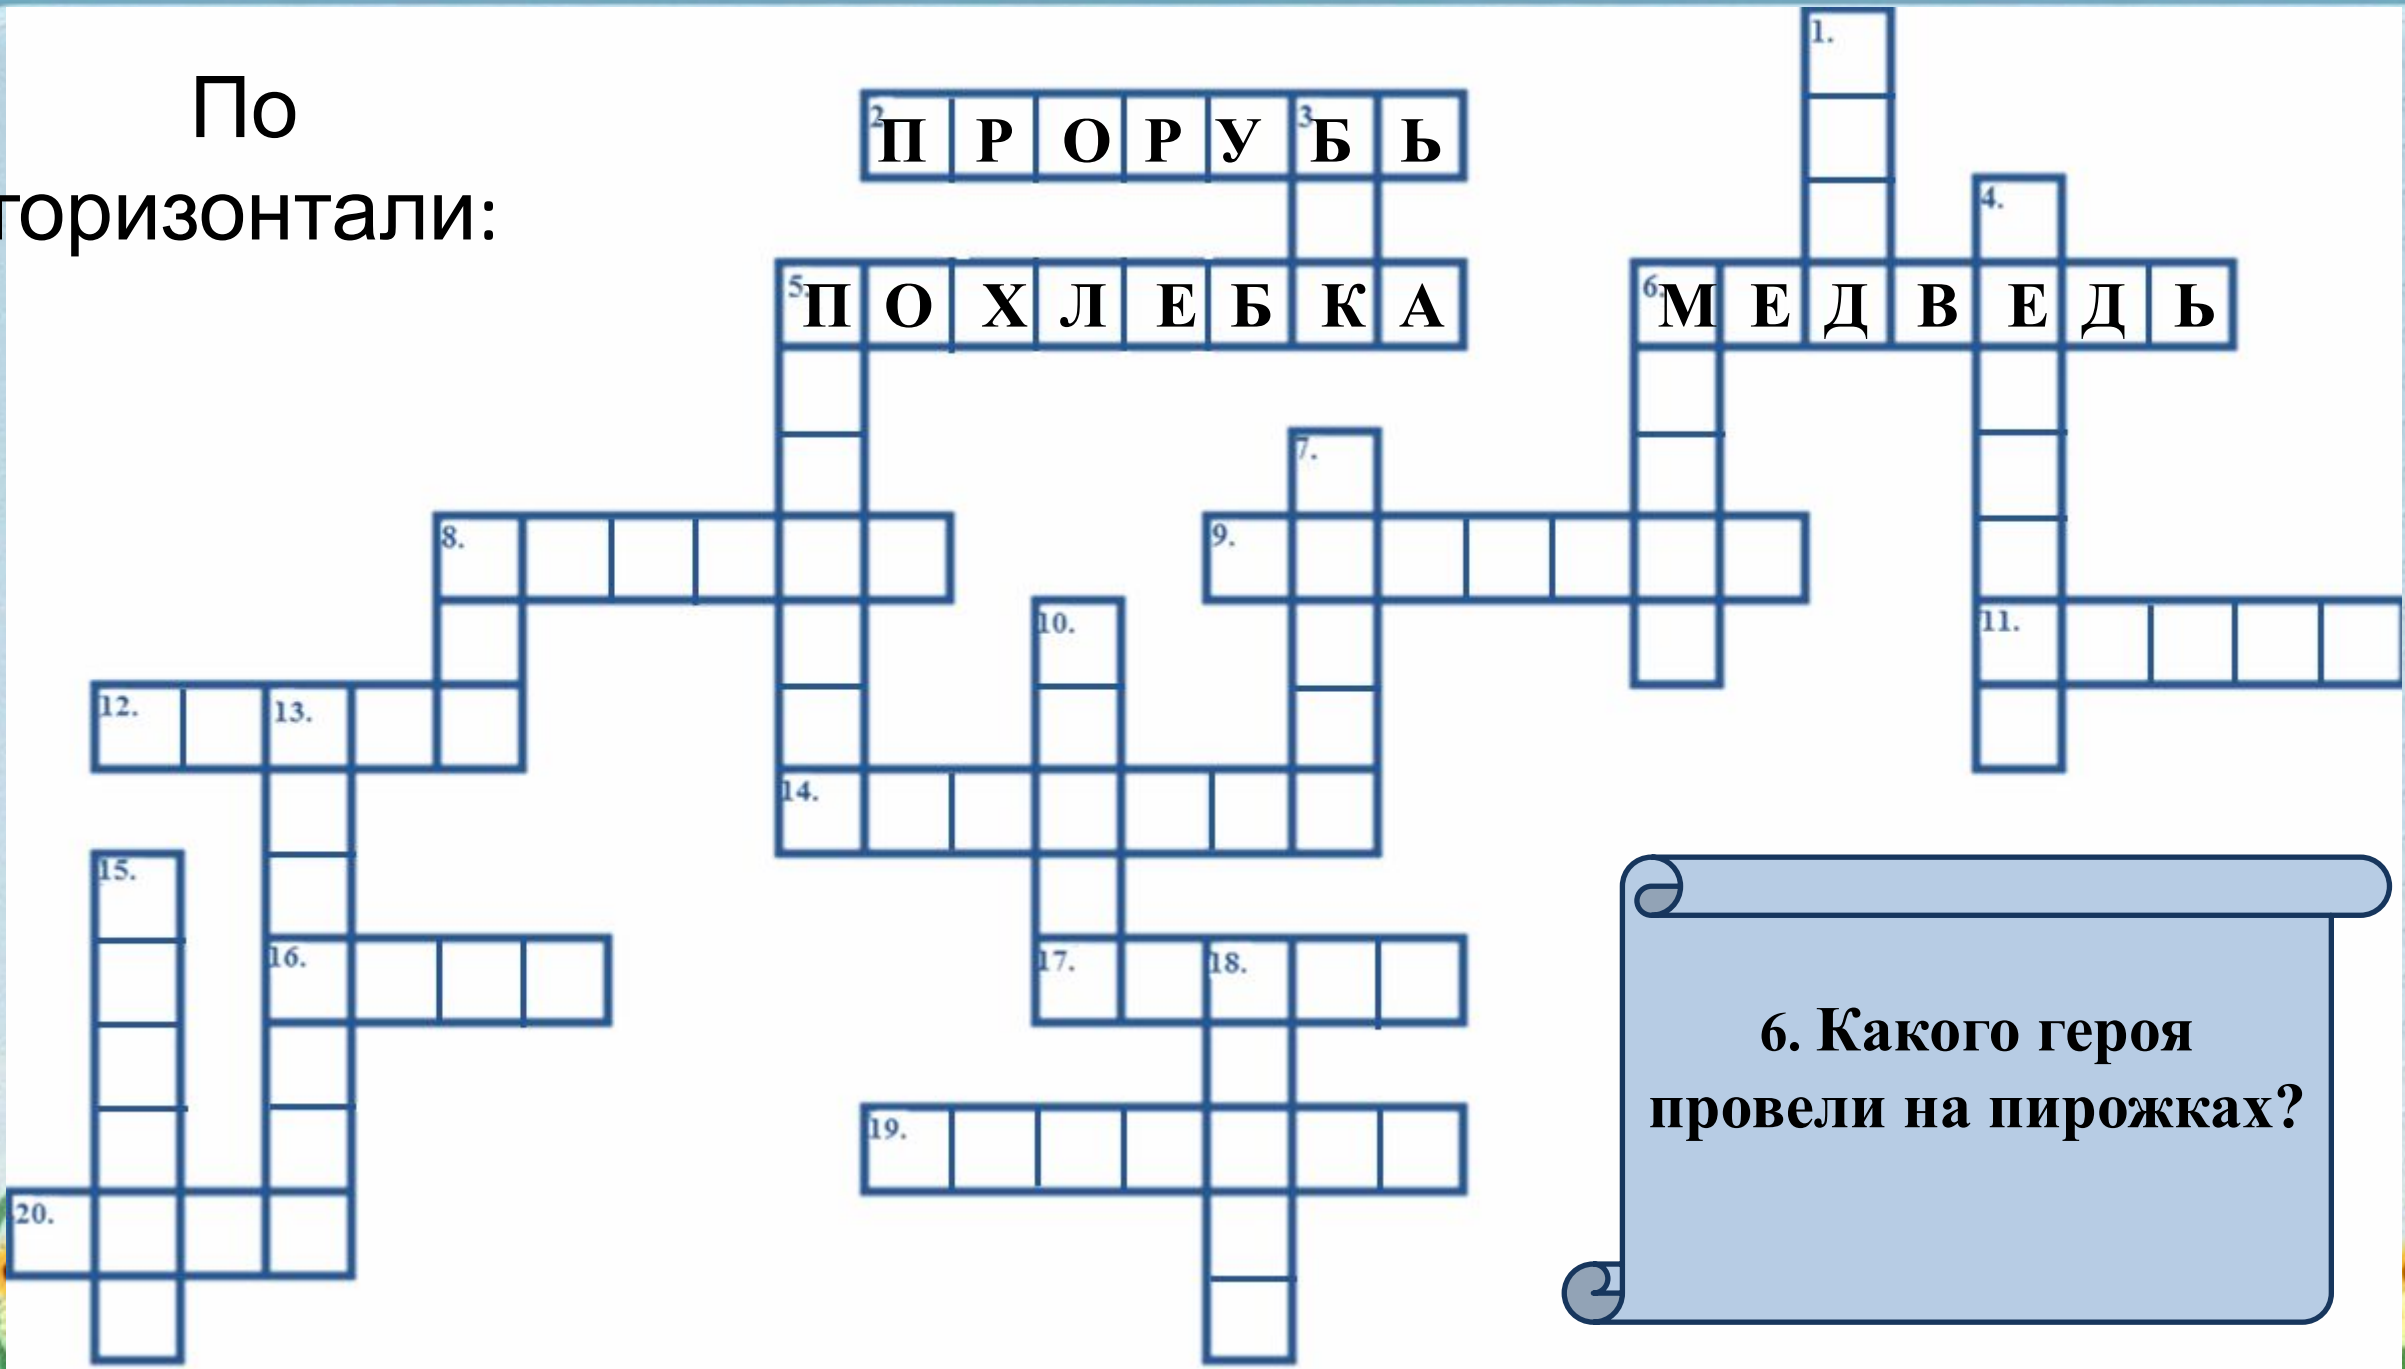 По
горизонтали:
1.
2 П Р О Р У 3 Б Ь
4.
5. П О Х Л Е Б К А
6. М Е Д В Е Д Ь
7.
8.
9.
10.
11.
12.
13.
14.
15.
16.
17.
18.
19.
20.
6. Какого героя
провели на пирожках?